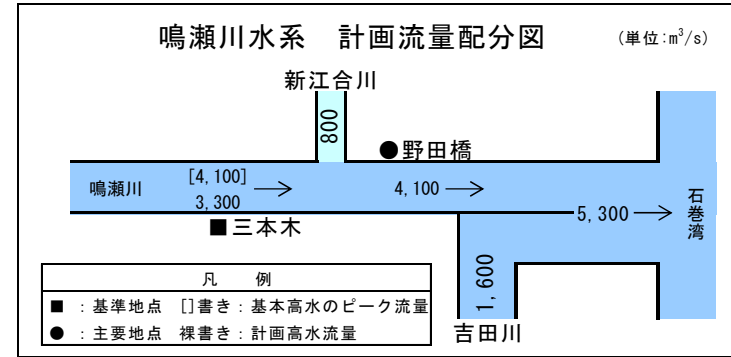 鳴瀬川水系　計画流量配分図
(単位:m³/s)
新江合川
800
●野田橋
鳴瀬川
[4,100]
3,300
4,100
■三本木
5,300
石巻湾
1,600
吉田川
凡　例
■ :基準地点 []書き:基本高水のピーク流量
● :主要地点 裸書き:計画高水流量